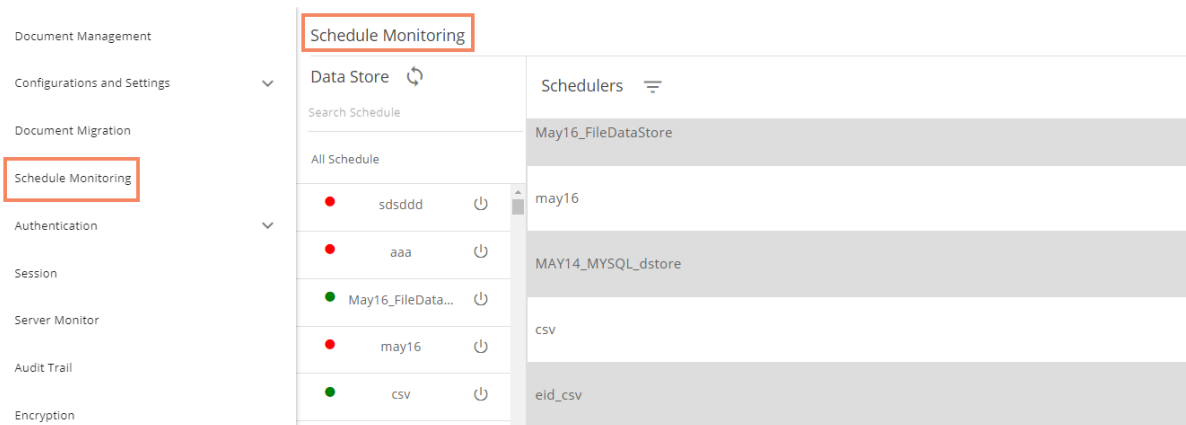 Document Management
Configurations and Settings
Document Migration
Schedule Monitoring
Authentication
Session
Server Monitor
Audit Trail
Encryption
Schedule Monitoring
Data Store
Search Schedule
All Schedule
sdsddd
aaa
May16_FileData...
may16
csv
Schedulers
May16_FileDataStore
may16
MAY14_MYSQL_dstore
csv
eid_csv